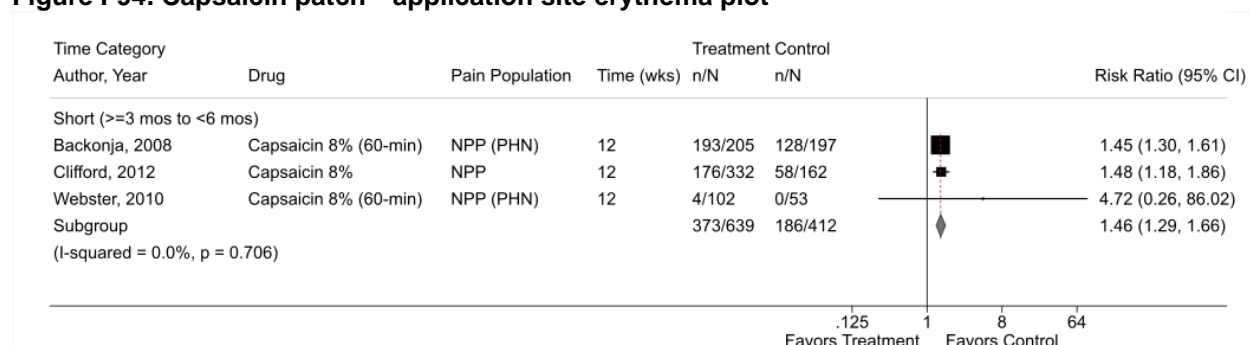 Figure F94. Capsaicin patch – application site erythema plot
Time Category Treatment Control
Author, Year Drug Pain Population Time (wks) n/N n/N Risk Ratio (95% CI)
Short (>=3 mos to <6 mos)
Backonja, 2008 Capsaicin 8% (60-min) NPP (PHN) 12 193/205 128/197 1.45 (1.30, 1.61)
Clifford, 2012 Capsaicin 8% NPP 12 176/332 58/162 1.48 (1.18, 1.86)
Webster, 2010 Capsaicin 8% (60-min) NPP (PHN) 12 4/102 0/53 4.72 (0.26, 86.02)
Subgroup 373/639 186/412 1.46 (1.29, 1.66)
(I-squared = 0.0%, p = 0.706)
.125 1 8 64
Favors Treatment Favors Control